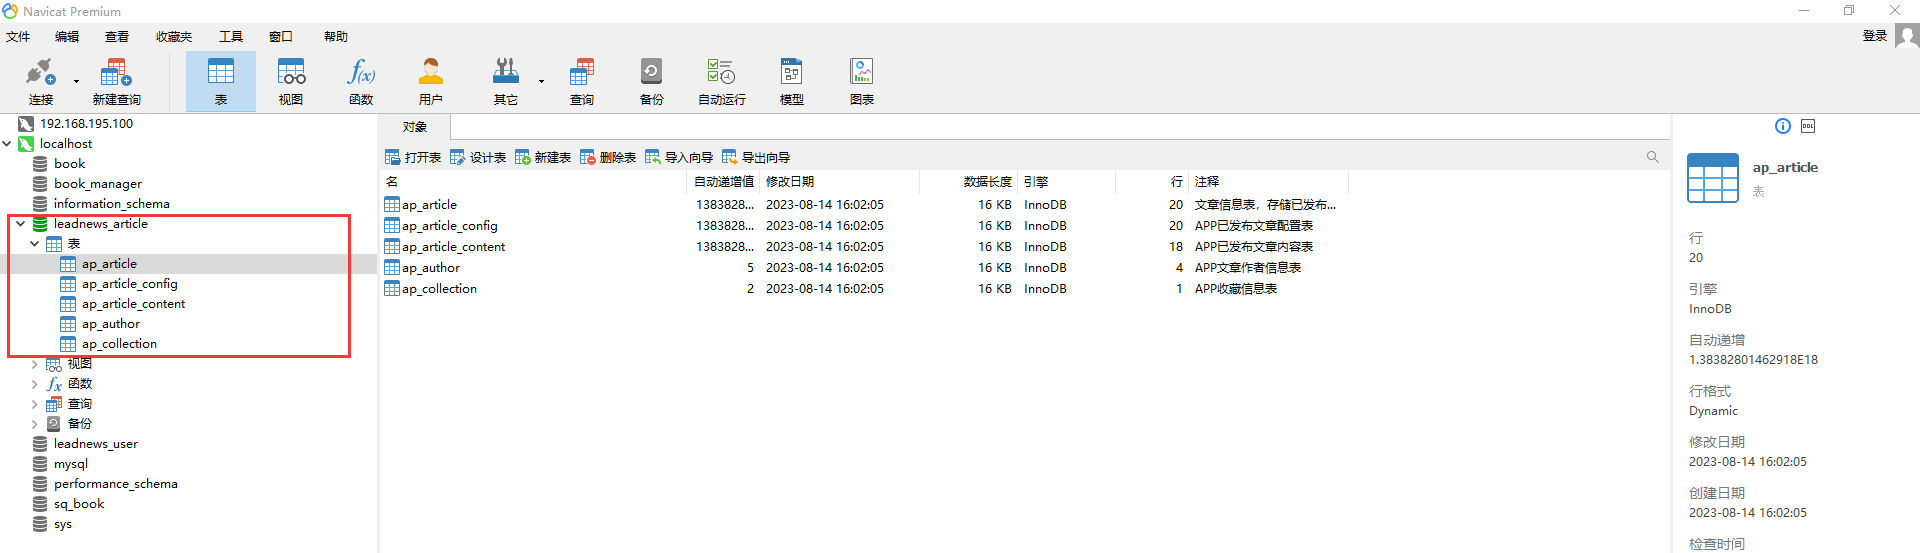 Navicat Premium
文件 编辑 查看 收藏夹 工具 窗口 帮助 登录
连接 新建查询 表 视图 函数 用户 其它 查询 备份 自动运行 模型 图表
192.168.195.100
localhost
book
book_manager
information_schema
leadnews_article
表
ap_article
ap_article_config
ap_article_content
ap_author
ap_collection
视图
函数
查询
备份
leadnews_user
mysql
performance_schema
sq_book
sys
对象
打开表 设计表 新建表 删除表 导入向导 导出向导
名 自动递增值 修改日期 数据长度 引擎 行 注释
ap_article 1383828... 2023-08-14 16:02:05 16 KB InnoDB 20 文章信息表，存储已发布...
ap_article_config 1383828... 2023-08-14 16:02:05 16 KB InnoDB 20 APP已发布文章配置表
ap_article_content 1383828... 2023-08-14 16:02:05 16 KB InnoDB 18 APP已发布文章内容表
ap_author 5 2023-08-14 16:02:05 16 KB InnoDB 4 APP文章作者信息表
ap_collection 2 2023-08-14 16:02:05 16 KB InnoDB 1 APP收藏信息表
DDL
ap_article
表
行
20
引擎
InnoDB
自动递增
1.38382801462918E18
行格式
Dynamic
修改日期
2023-08-14 16:02:05
创建日期
2023-08-14 16:02:05
检查时间